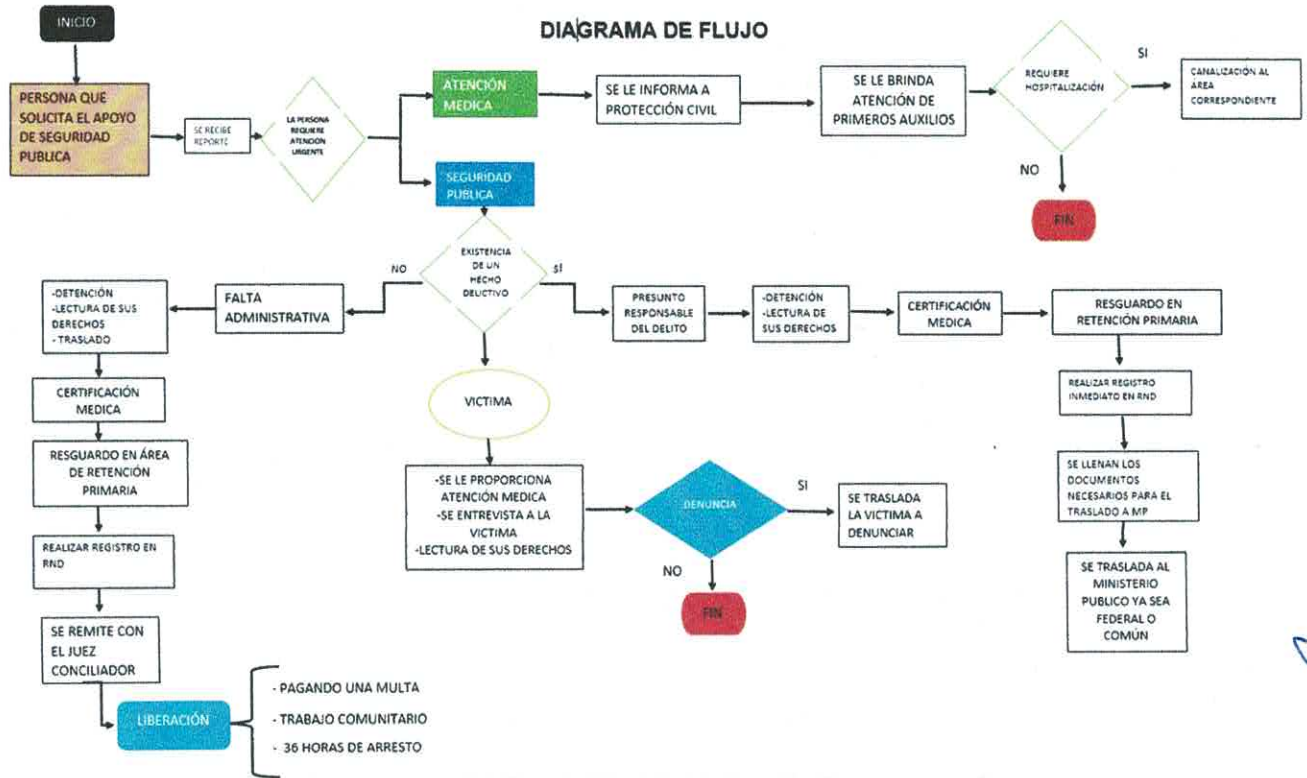 DIAGRAMA DE FLUJO
INICIO
PERSONA QUE
SOLICITA EL APOYO
DE SEGURIDAD
PUBLICA
SE RECIBE
REPORTE
LA PERSONA
REQUIERE
ATENCIÓN
URGENTE
ATENCIÓN
MEDICA
SE LE INFORMA A
PROTECCIÓN CIVIL
SE LE BRINDA
ATENCIÓN DE
PRIMEROS AUXILIOS
REQUIERE
HOSPITALIZACIÓN
SI
CANALIZACIÓN AL
ÁREA
CORRESPONDIENTE
NO
FIN
SEGURIDAD
PUBLICA
EXISTENCIA
DE UN
HECHO
DELICTIVO
NO
SÍ
FALTA
ADMINISTRATIVA
-DETENCIÓN
-LECTURA DE SUS
DERECHOS
- TRASLADO
CERTIFICACIÓN
MEDICA
RESGUARDO EN ÁREA
DE RETENCIÓN
PRIMARIA
REALIZAR REGISTRO EN
RND
SE REMITE CON
EL JUEZ
CONCILIADOR
LIBERACIÓN
- PAGANDO UNA MULTA
- TRABAJO COMUNITARIO
- 36 HORAS DE ARRESTO
VICTIMA
-SE LE PROPORCIONA
ATENCIÓN MEDICA
-SE ENTREVISTA A LA
VICTIMA
-LECTURA DE SUS DERECHOS
DENUNCIA
SI
SE TRASLADA
LA VICTIMA A
DENUNCIAR
NO
FIN
PRESUNTO
RESPONSABLE
DEL DELITO
-DETENCIÓN
-LECTURA DE
SUS DERECHOS
CERTIFICACIÓN
MEDICA
RESGUARDO EN
RETENCIÓN PRIMARIA
REALIZAR REGISTRO
INMEDIATO EN RND
SE LLENAN LOS
DOCUMENTOS
NECESARIOS PARA EL
TRASLADO A MP
SE TRASLADA AL
MINISTERIO
PUBLICO YA SEA
FEDERAL O
COMÚN